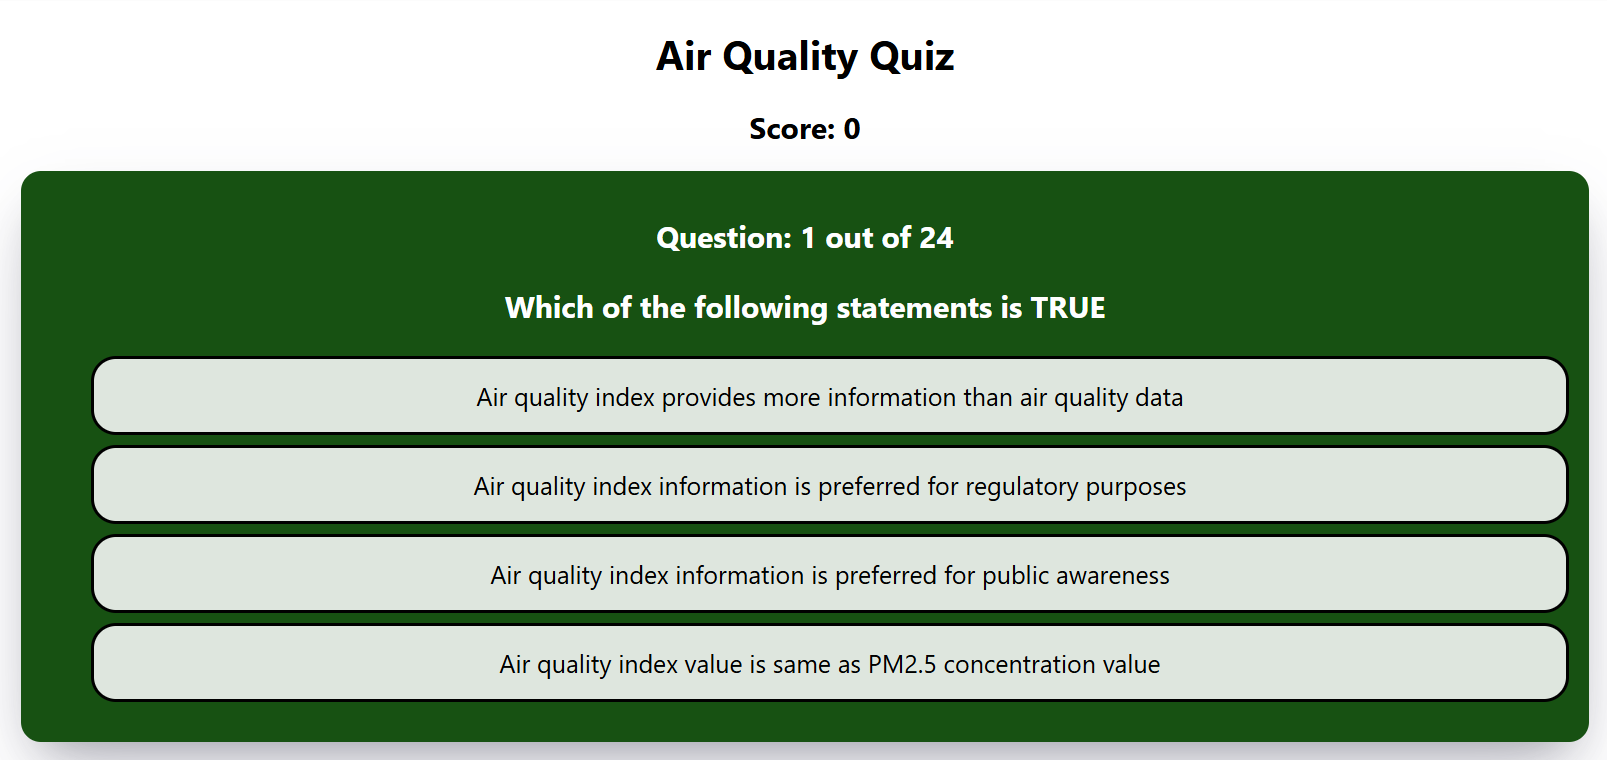 Air Quality Quiz
Score: 0
Question: 1 out of 24
Which of the following statements is TRUE
Air quality index provides more information than air quality data
Air quality index information is preferred for regulatory purposes
Air quality index information is preferred for public awareness
Air quality index value is same as PM2.5 concentration value